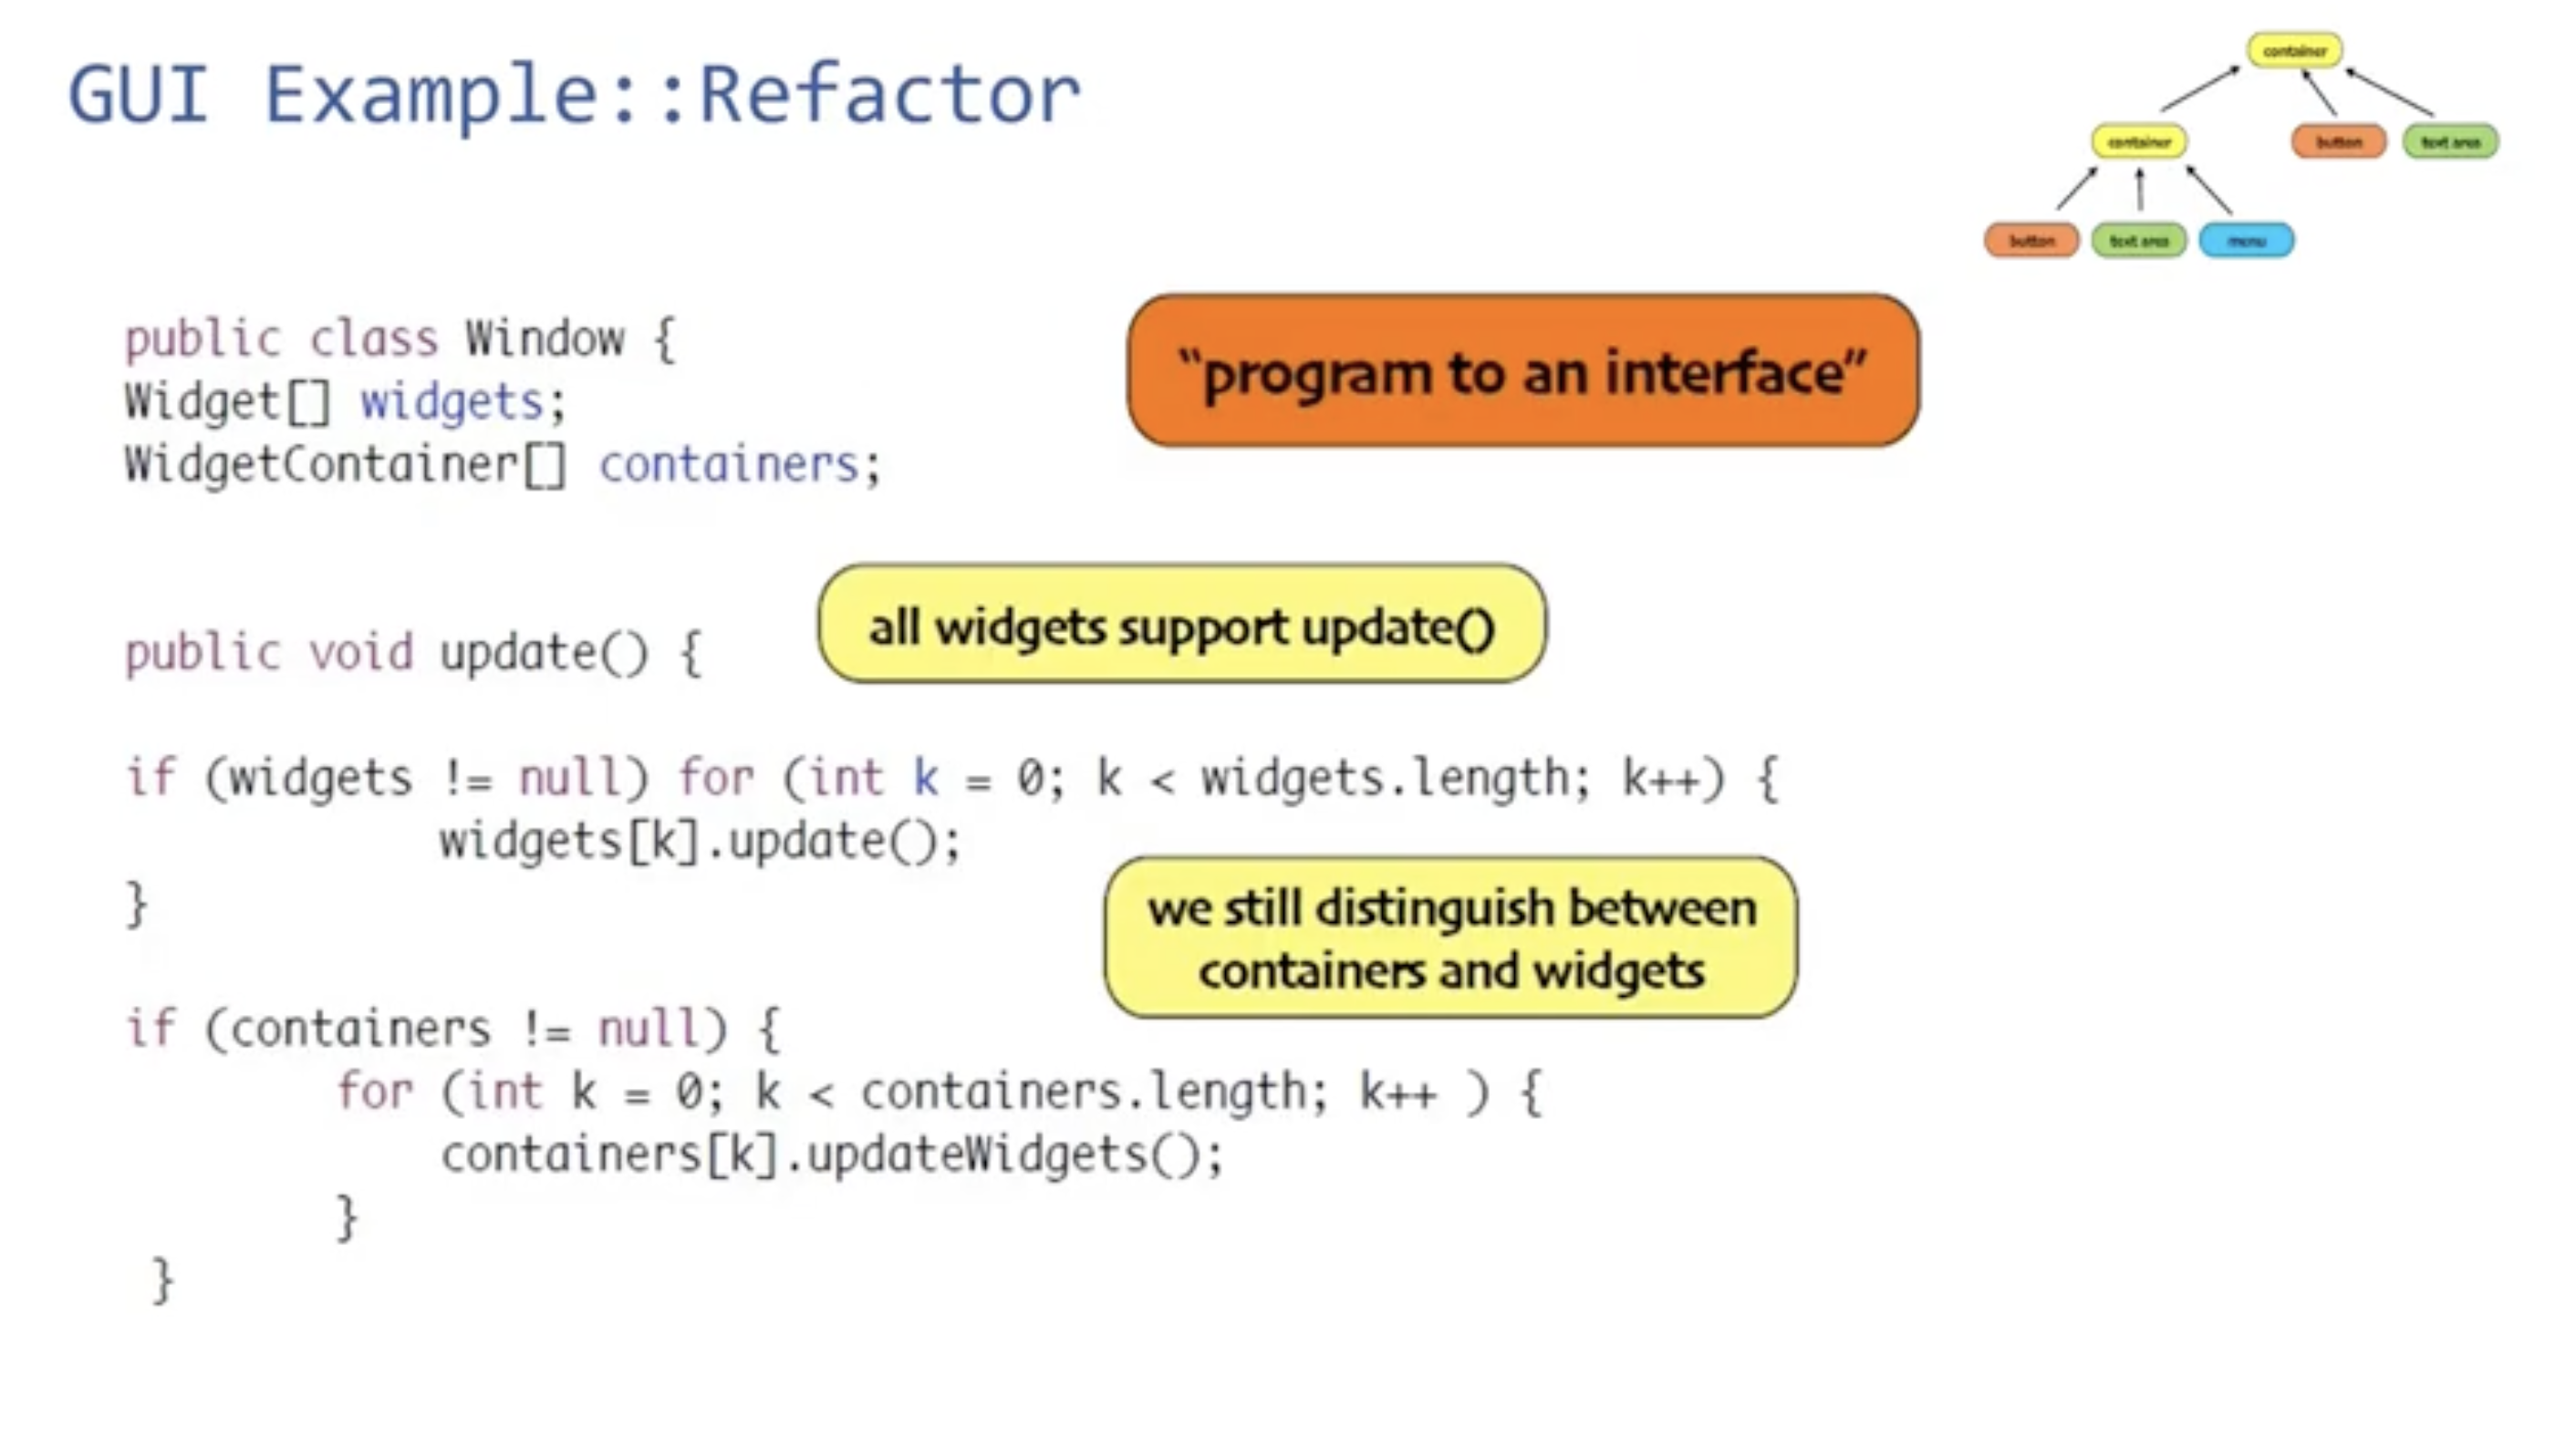 GUI Example::Refactor
container
container
button
text area
button
text area
menu
public class Window {
Widget[] widgets;
WidgetContainer[] containers;
“program to an interface”
public void update() {
all widgets support update()
if (widgets != null) for (int k = 0; k < widgets.length; k++) {
widgets[k].update();
}
we still distinguish between
containers and widgets
if (containers != null) {
for (int k = 0; k < containers.length; k++ ) {
containers[k].updateWidgets();
}
}